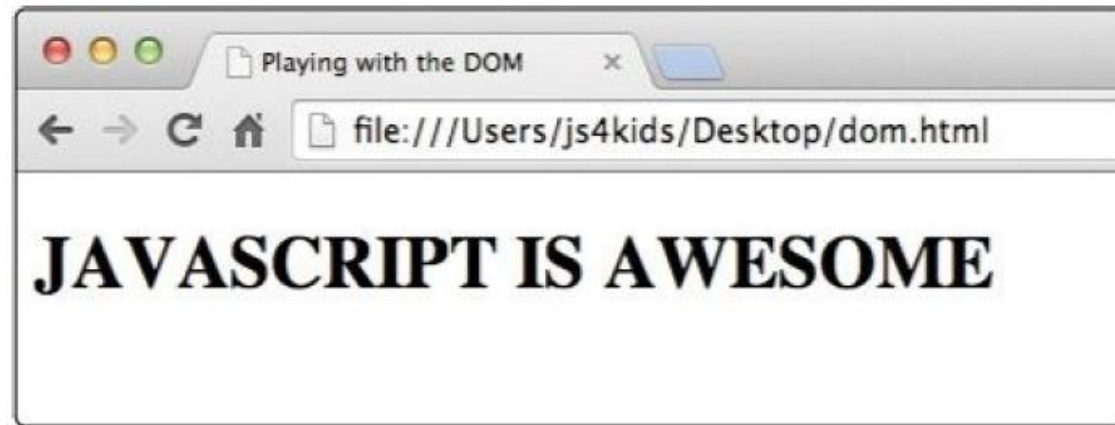 Playing with the DOM
file:///Users/js4kids/Desktop/dom.html
JAVASCRIPT IS AWESOME